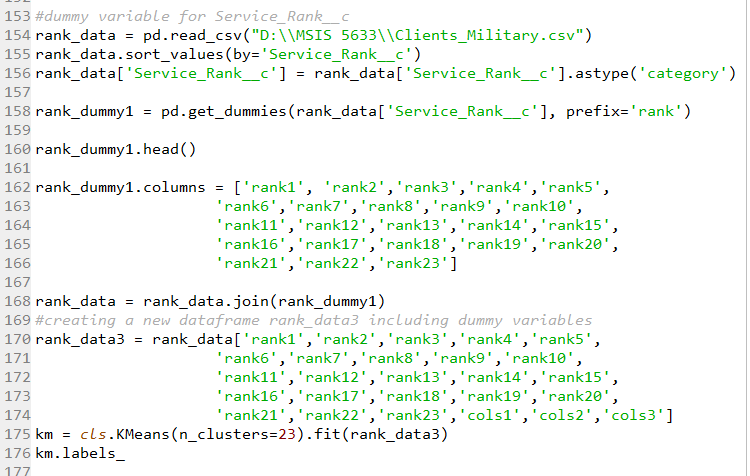 153 #dummy variable for Service_Rank__c
154 rank_data = pd.read_csv("D:\\MSIS 5633\\Clients_Military.csv")
155 rank_data.sort_values(by='Service_Rank__c')
156 rank_data['Service_Rank__c'] = rank_data['Service_Rank__c'].astype('category')
157
158 rank_dummy1 = pd.get_dummies(rank_data['Service_Rank__c'], prefix='rank')
159
160 rank_dummy1.head()
161
162 rank_dummy1.columns = ['rank1', 'rank2','rank3','rank4','rank5',
163                     'rank6','rank7','rank8','rank9','rank10',
164                     'rank11','rank12','rank13','rank14','rank15',
165                     'rank16','rank17','rank18','rank19','rank20',
166                     'rank21','rank22','rank23']
167
168 rank_data = rank_data.join(rank_dummy1)
169 #creating a new dataframe rank_data3 including dummy variables
170 rank_data3 = rank_data['rank1','rank2','rank3','rank4','rank5',
171                     'rank6','rank7','rank8','rank9','rank10',
172                     'rank11','rank12','rank13','rank14','rank15',
173                     'rank16','rank17','rank18','rank19','rank20',
174                     'rank21','rank22','rank23','cols1','cols2','cols3']
175 km = cls.KMeans(n_clusters=23).fit(rank_data3)
176 km.labels_
177